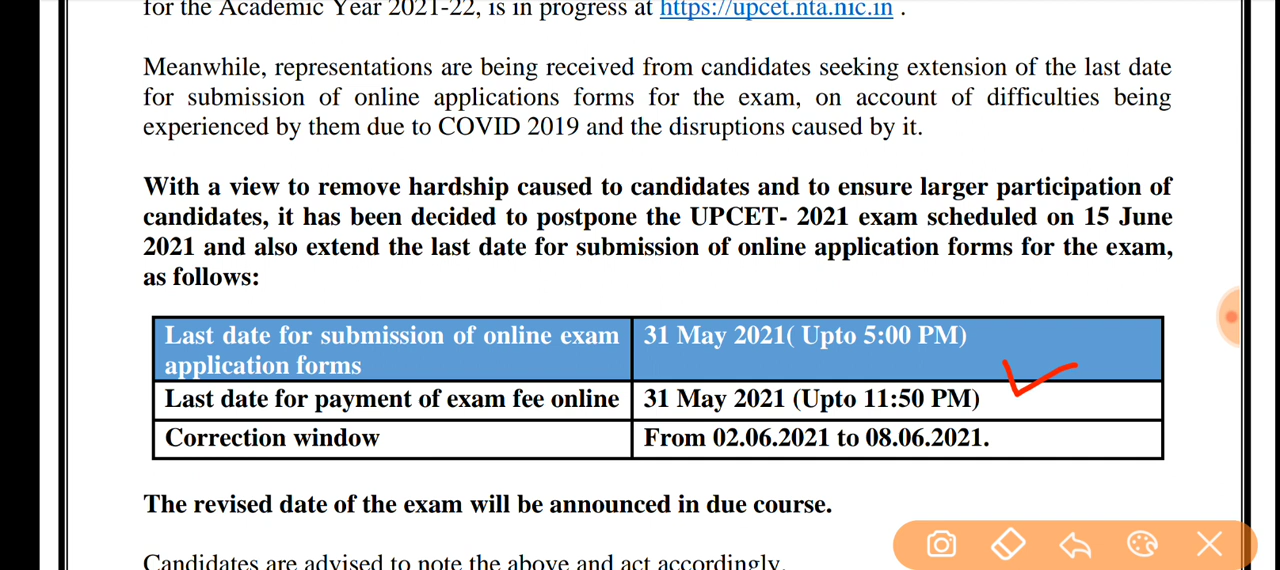 for the Academic Year 2021-22, is in progress at https://upcet.nta.nic.in .
Meanwhile, representations are being received from candidates seeking extension of the last date
for submission of online applications forms for the exam, on account of difficulties being
experienced by them due to COVID 2019 and the disruptions caused by it.
With a view to remove hardship caused to candidates and to ensure larger participation of
candidates, it has been decided to postpone the UPCET- 2021 exam scheduled on 15 June
2021 and also extend the last date for submission of online application forms for the exam,
as follows:
Last date for submission of online exam 31 May 2021( Upto 5:00 PM)
application forms
Last date for payment of exam fee online 31 May 2021 (Upto 11:50 PM)
Correction window From 02.06.2021 to 08.06.2021.
The revised date of the exam will be announced in due course.
Candidates are advised to note the above and act accordingly.